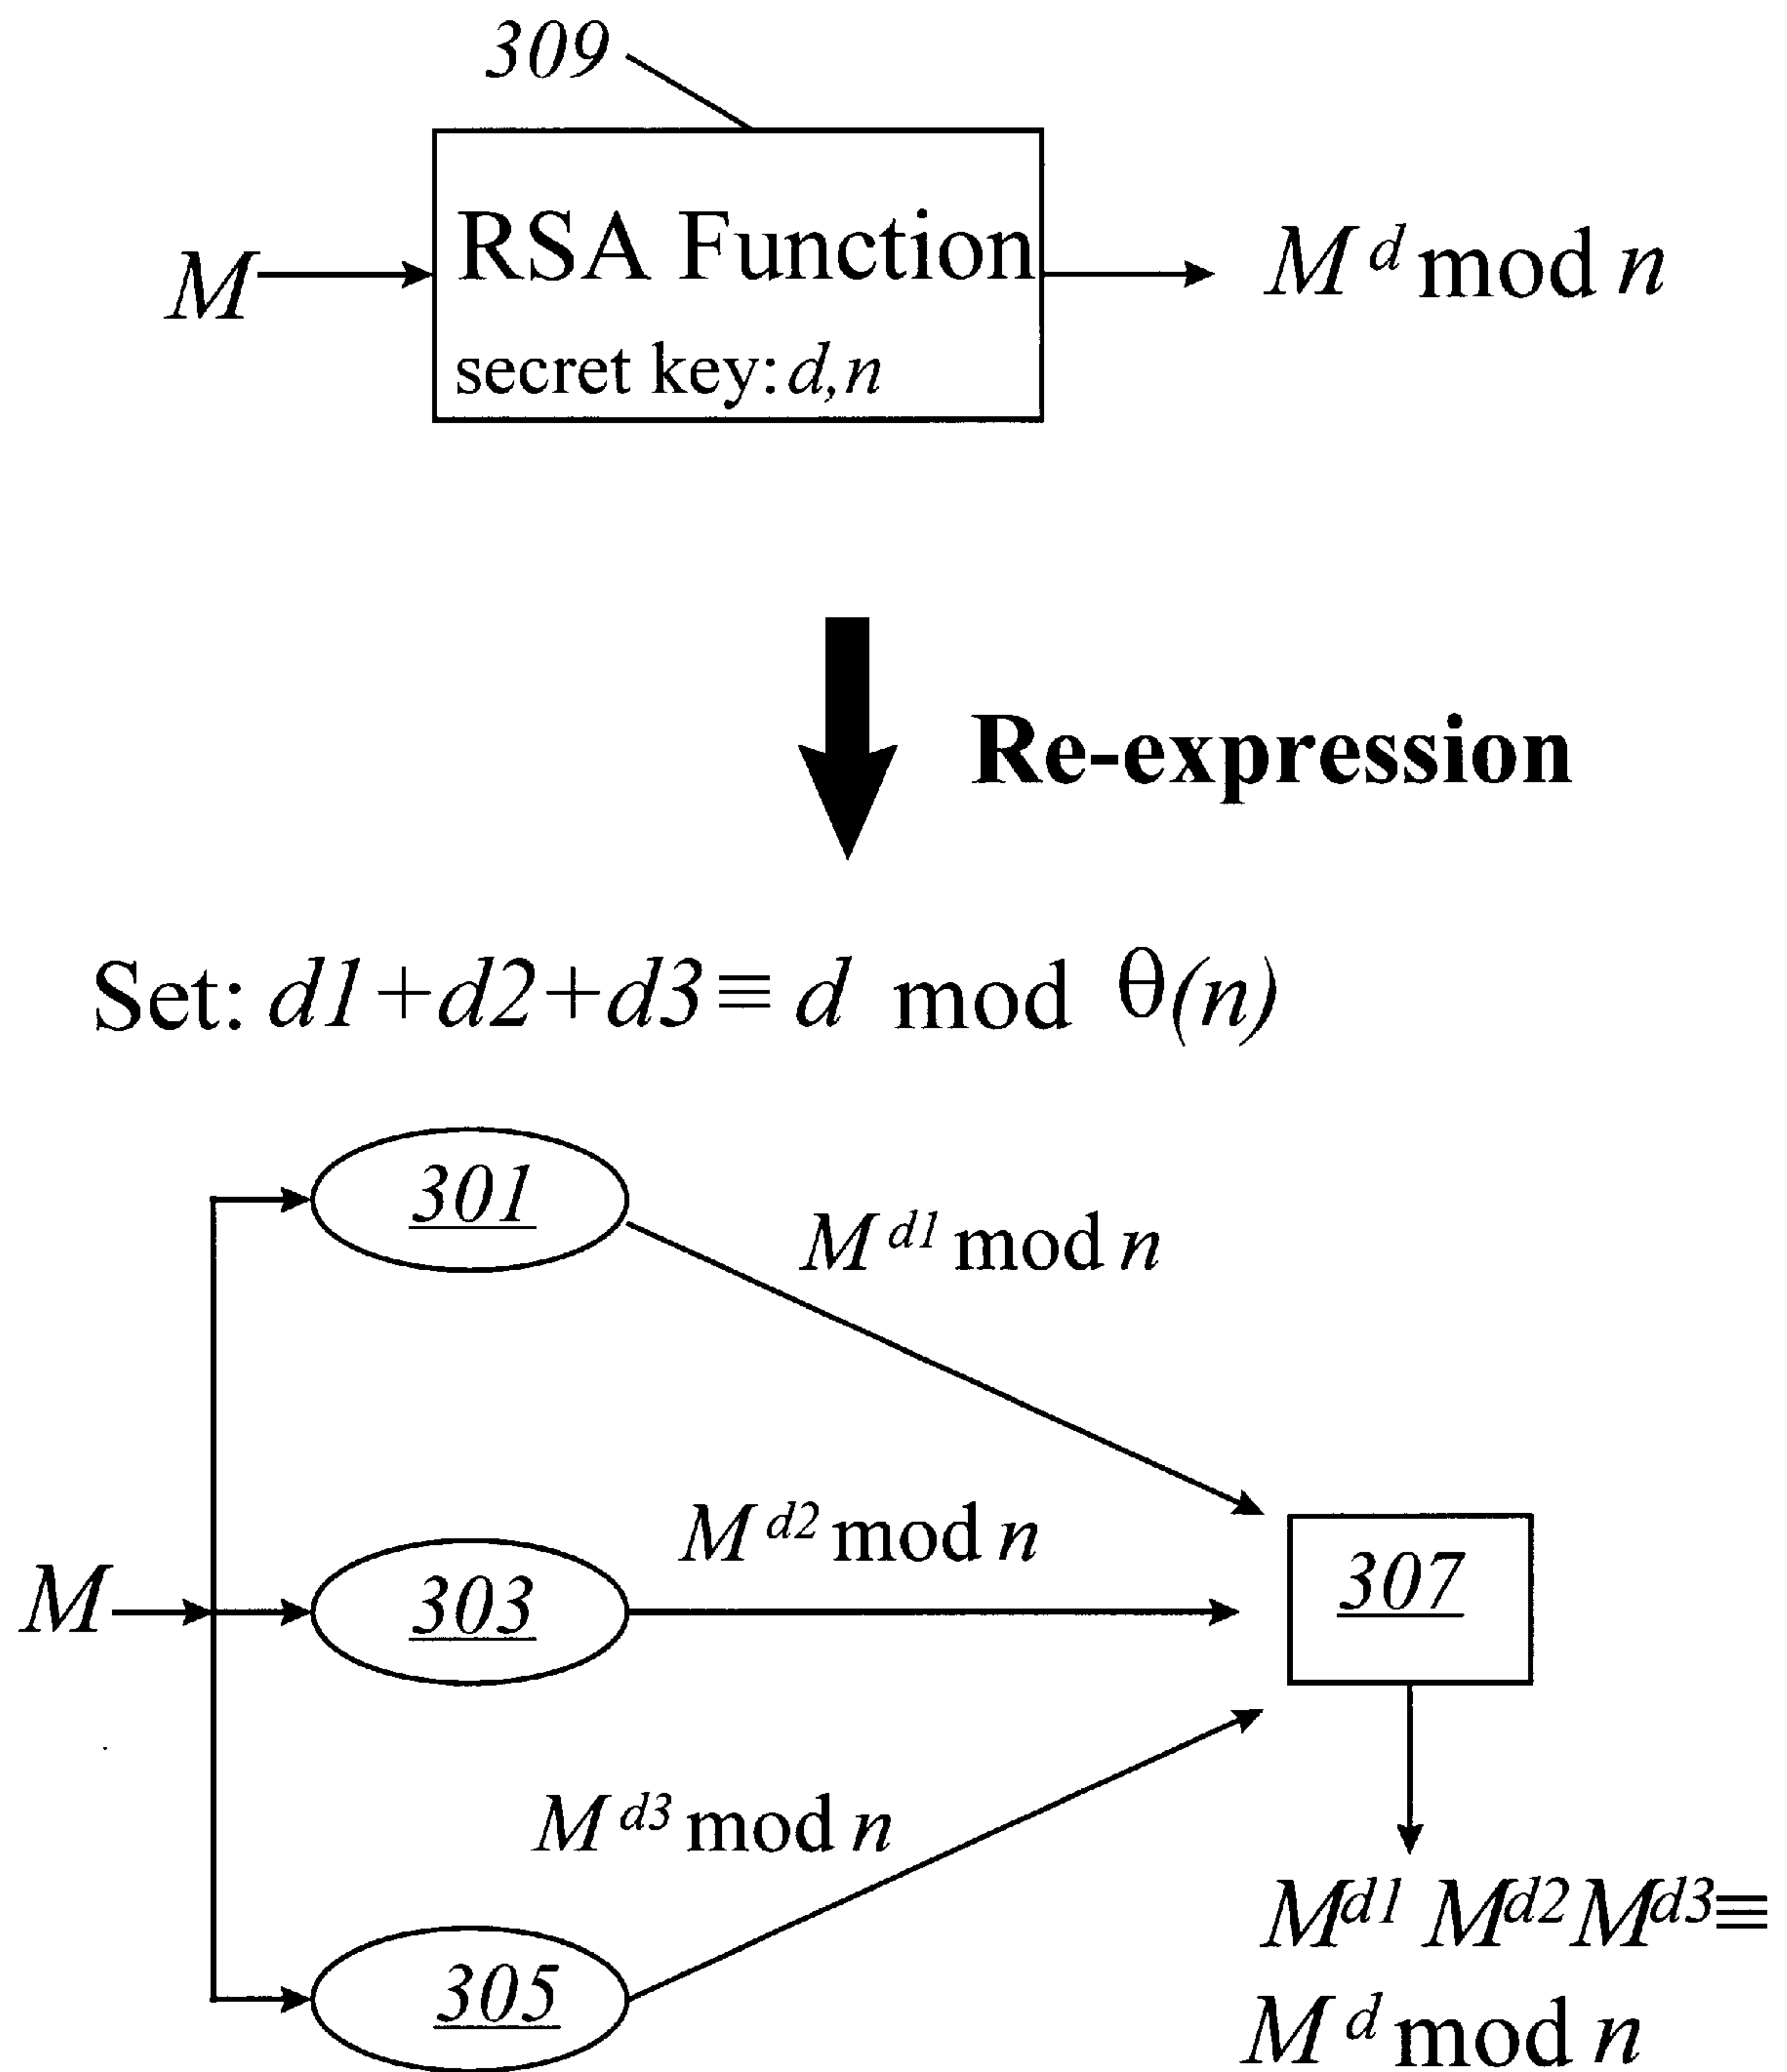 309
RSA Function
secret key: d,n
M
M^d mod n
Re-expression
Set: d1+d2+d3≡ d mod θ(n)
301
M^d1 mod n
M^d2 mod n
M
303
307
M^d3 mod n
305
M^d1 M^d2 M^d3≡
M^d mod n